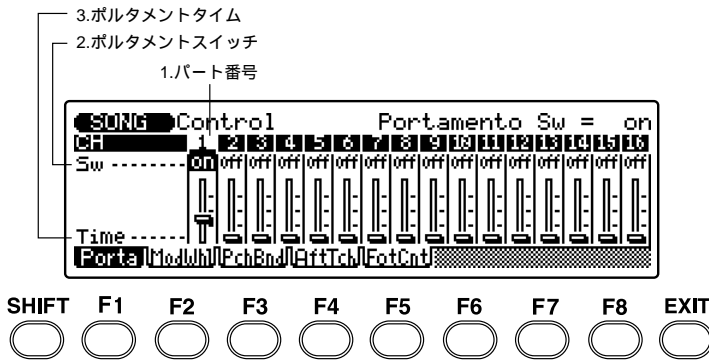 3.ポルタメントタイム
2.ポルタメントスイッチ
1.パート番号
SONG Control Portamento Sw = on
CH 1 2 3 4 5 6 7 8 9 10 11 12 13 14 15 16
Sw -------- on off off off off off off off off off off off off off off off
Time ------
Porta ModWhl PchBnd AftTch FotCnt
SHIFT F1 F2 F3 F4 F5 F6 F7 F8 EXIT